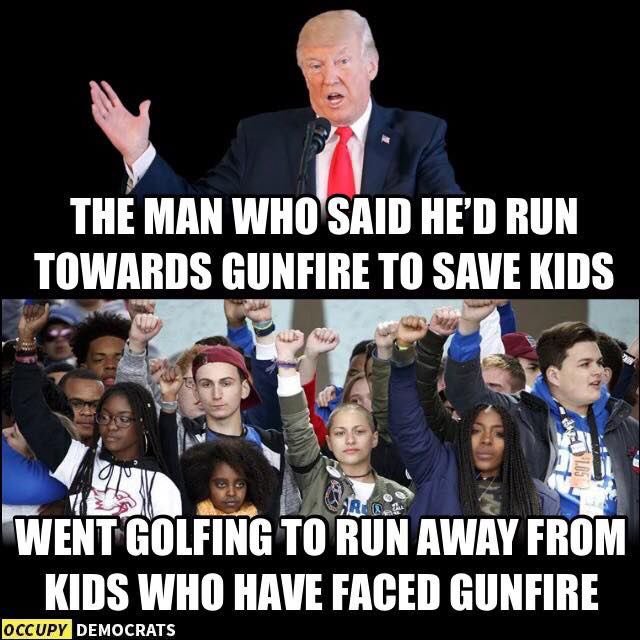 THE MAN WHO SAID HE'D RUN
TOWARDS GUNFIRE TO SAVE KIDS
WENT GOLFING TO RUN AWAY FROM
KIDS WHO HAVE FACED GUNFIRE
OCCUPY DEMOCRATS